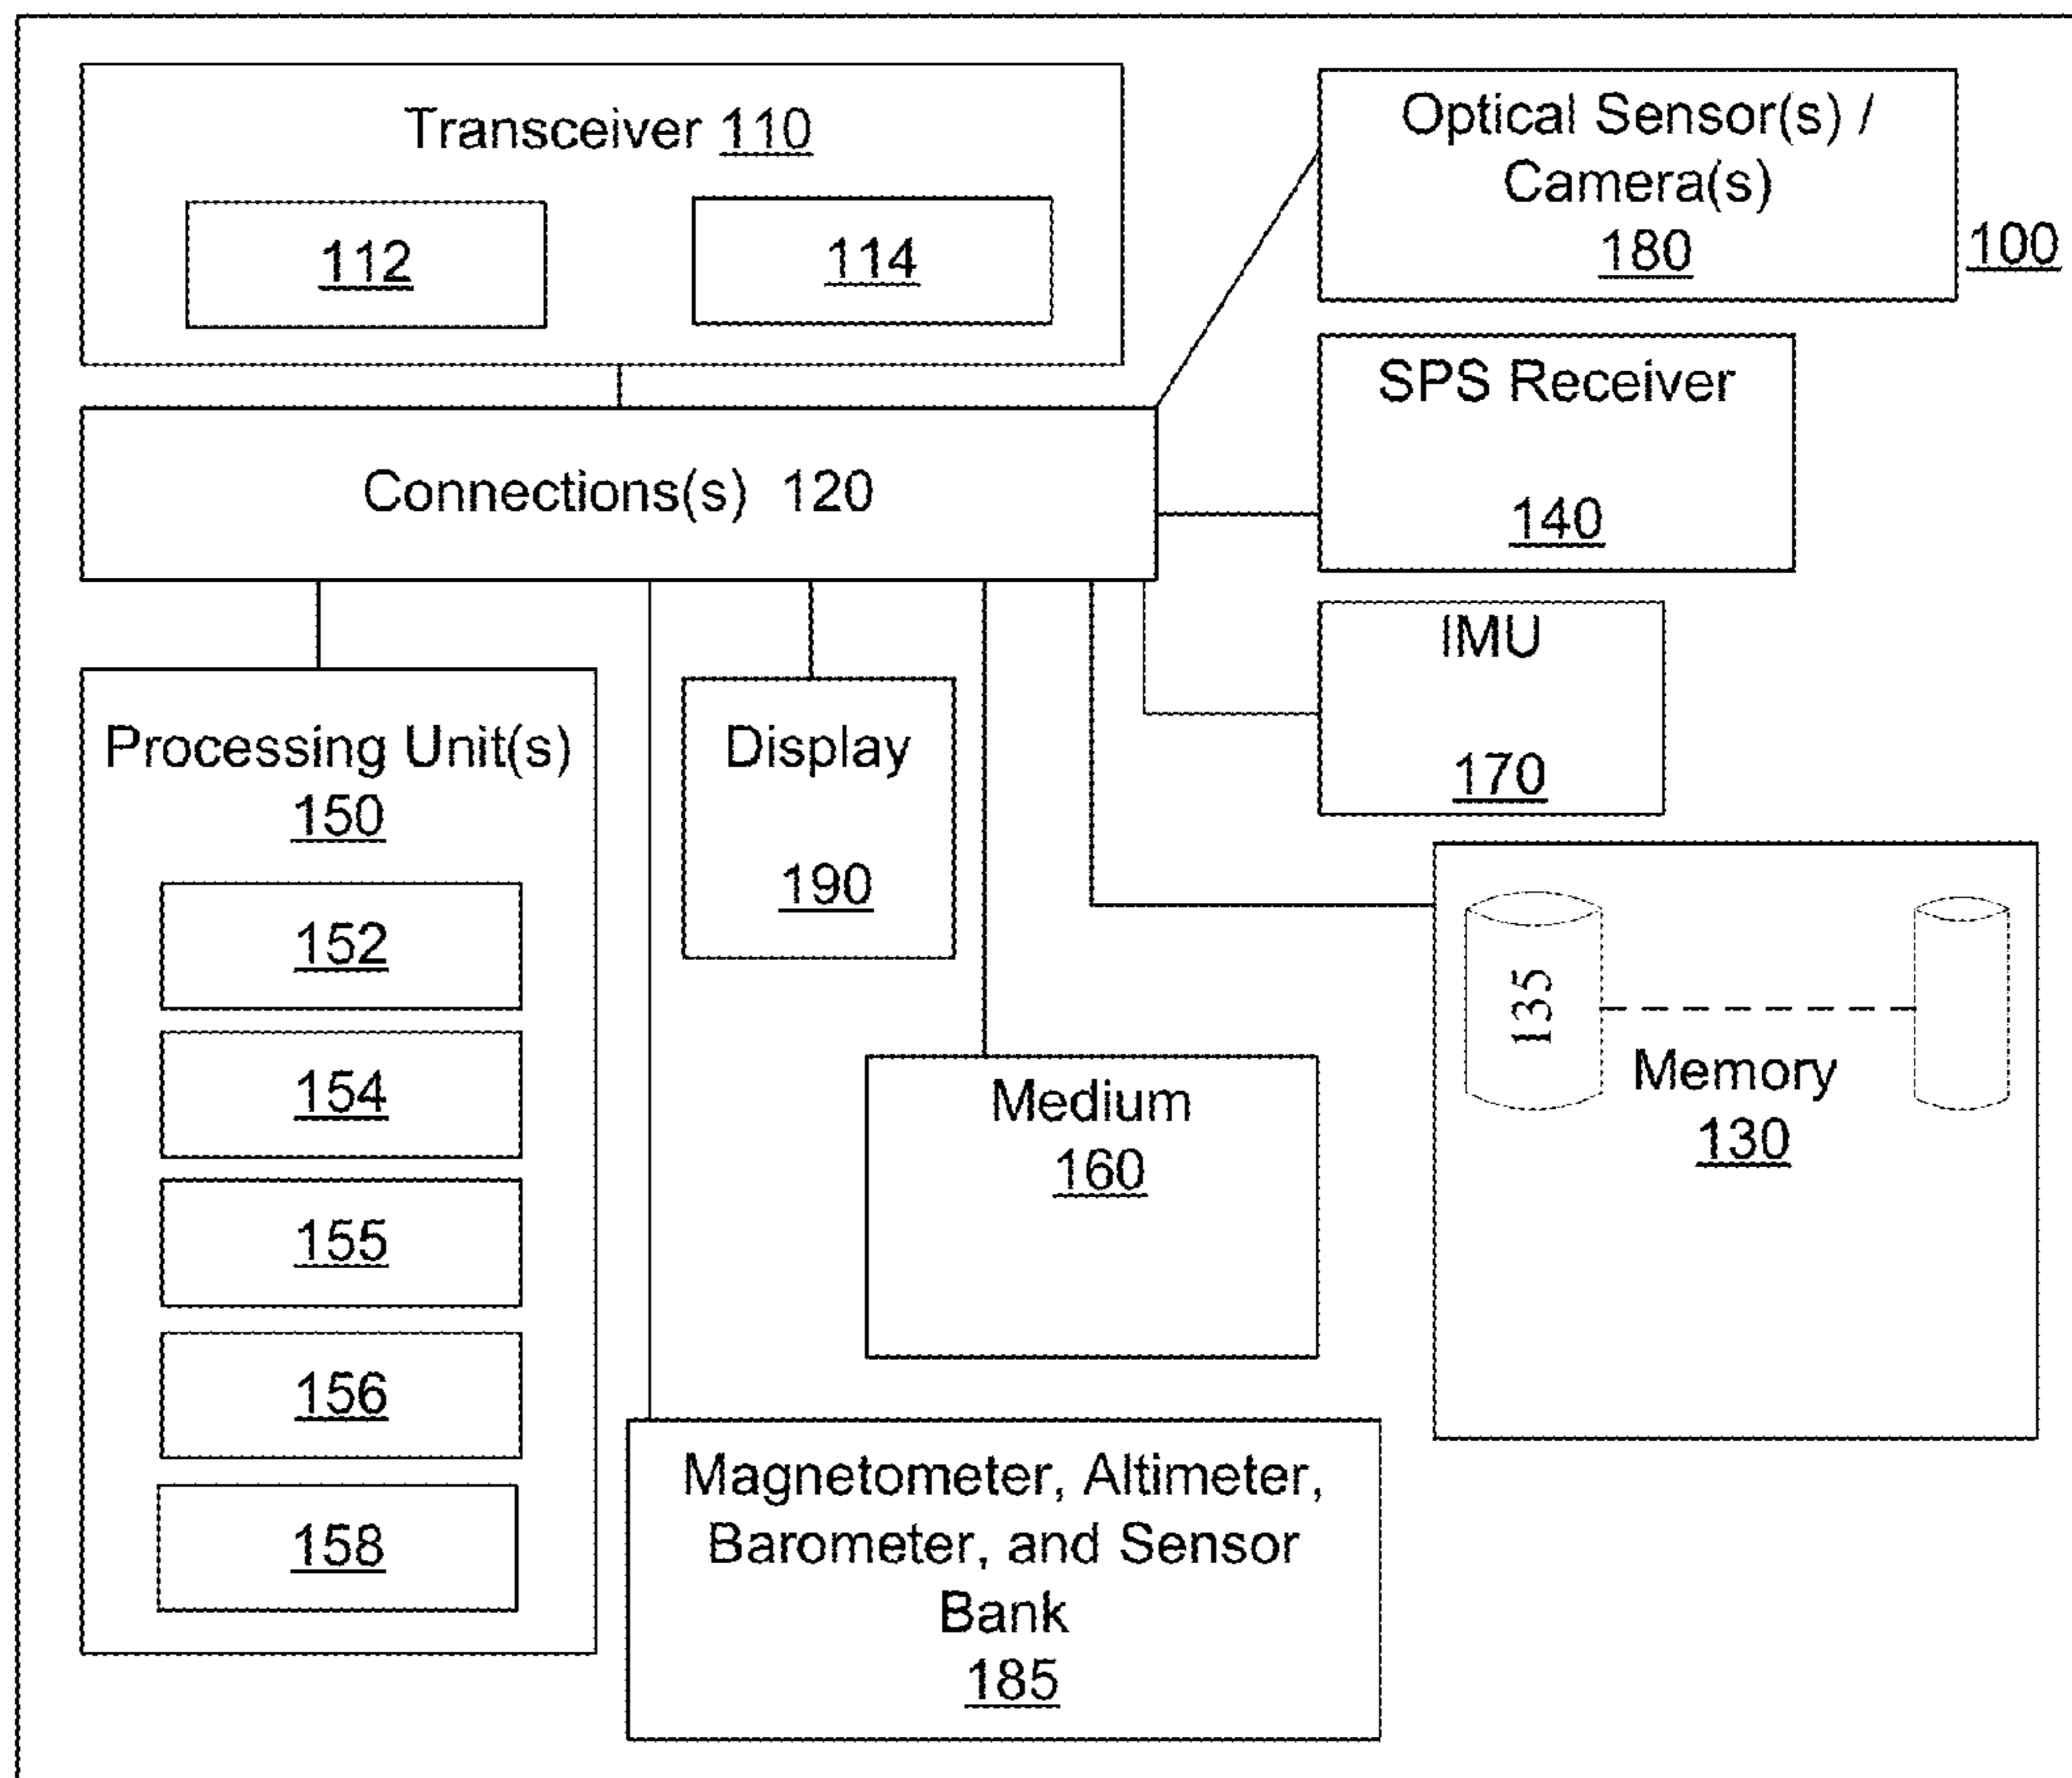 Transceiver 110
112
114
Optical Sensor(s) /
Camera(s)
180
100
Connections(s) 120
SPS Receiver
140
IMU
170
Processing Unit(s)
150
152
154
155
156
158
Display
190
Medium
160
135
Memory
130
Magnetometer, Altimeter,
Barometer, and Sensor
Bank
185